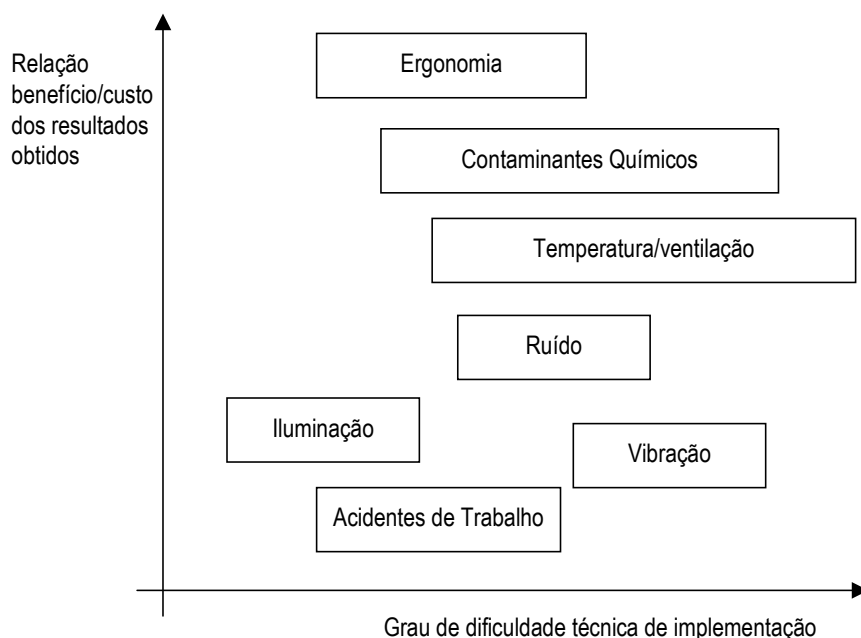 Relação
benefício/custo
dos resultados
obtidos
Ergonomia
Contaminantes Químicos
Temperatura/ventilação
Ruído
Iluminação
Vibração
Acidentes de Trabalho
Grau de dificuldade técnica de implementação